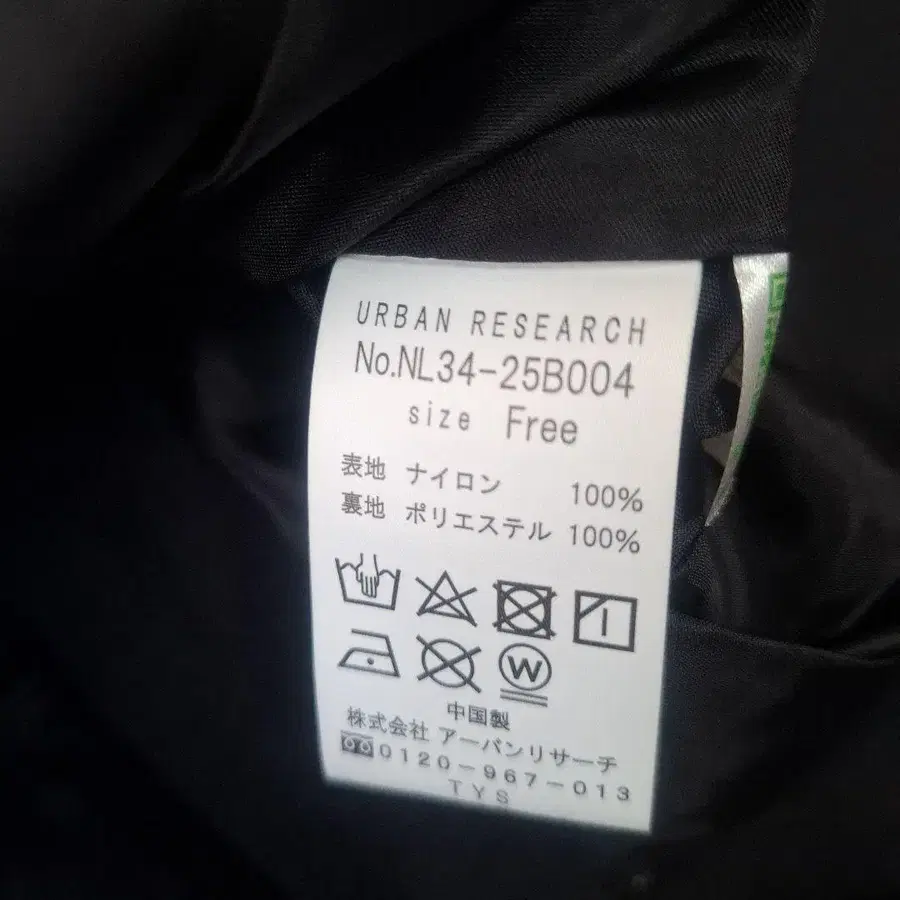 URBAN RESEARCH
No.NL34-25B004
size Free
表地 ナイロン 100%
裏地 ポリエステル 100%
W
中国製
株式会社 アーバンリサーチ
0120-967-013
TYS